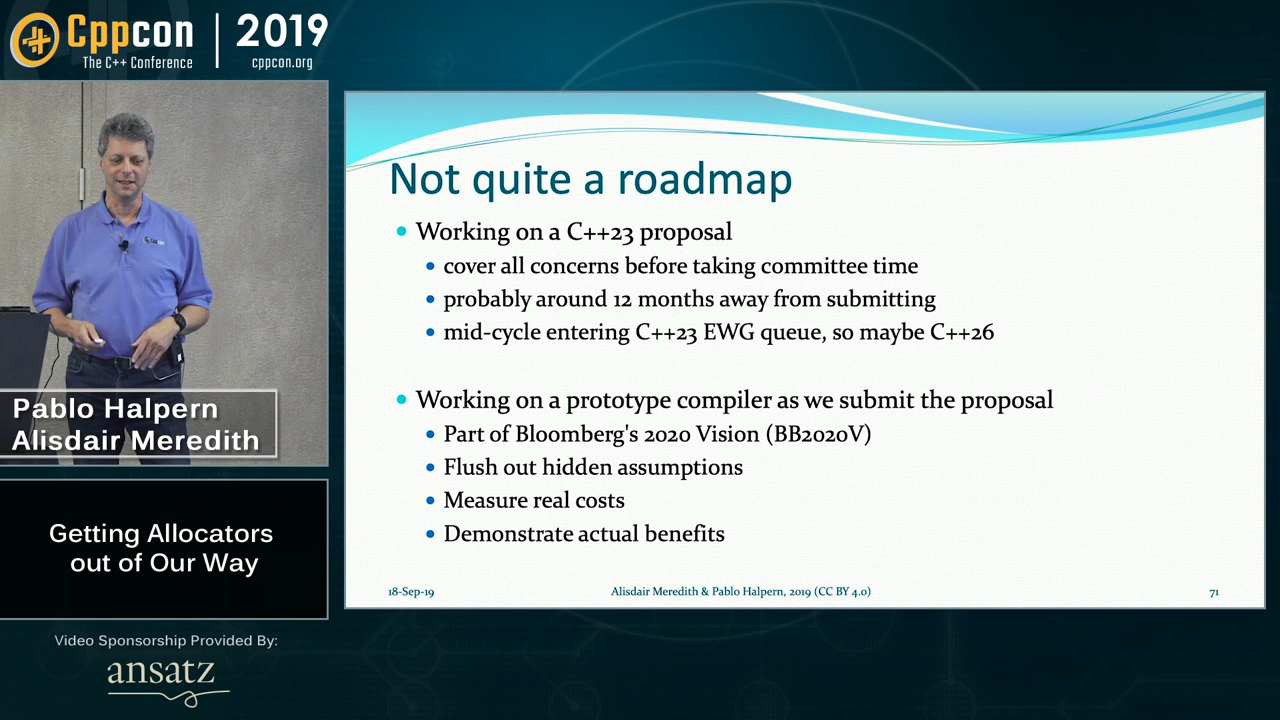 Cppcon
The C++ Conference
2019
cppcon.org
Pablo Halpern
Alisdair Meredith
Getting Allocators
out of Our Way
Video Sponsorship Provided By:
ansatz
Not quite a roadmap
• Working on a C++23 proposal
• cover all concerns before taking committee time
• probably around 12 months away from submitting
• mid-cycle entering C++23 EWG queue, so maybe C++26
• Working on a prototype compiler as we submit the proposal
• Part of Bloomberg's 2020 Vision (BB2020V)
• Flush out hidden assumptions
• Measure real costs
• Demonstrate actual benefits
18-Sep-19
Alisdair Meredith & Pablo Halpern, 2019 (CC BY 4.0)
71